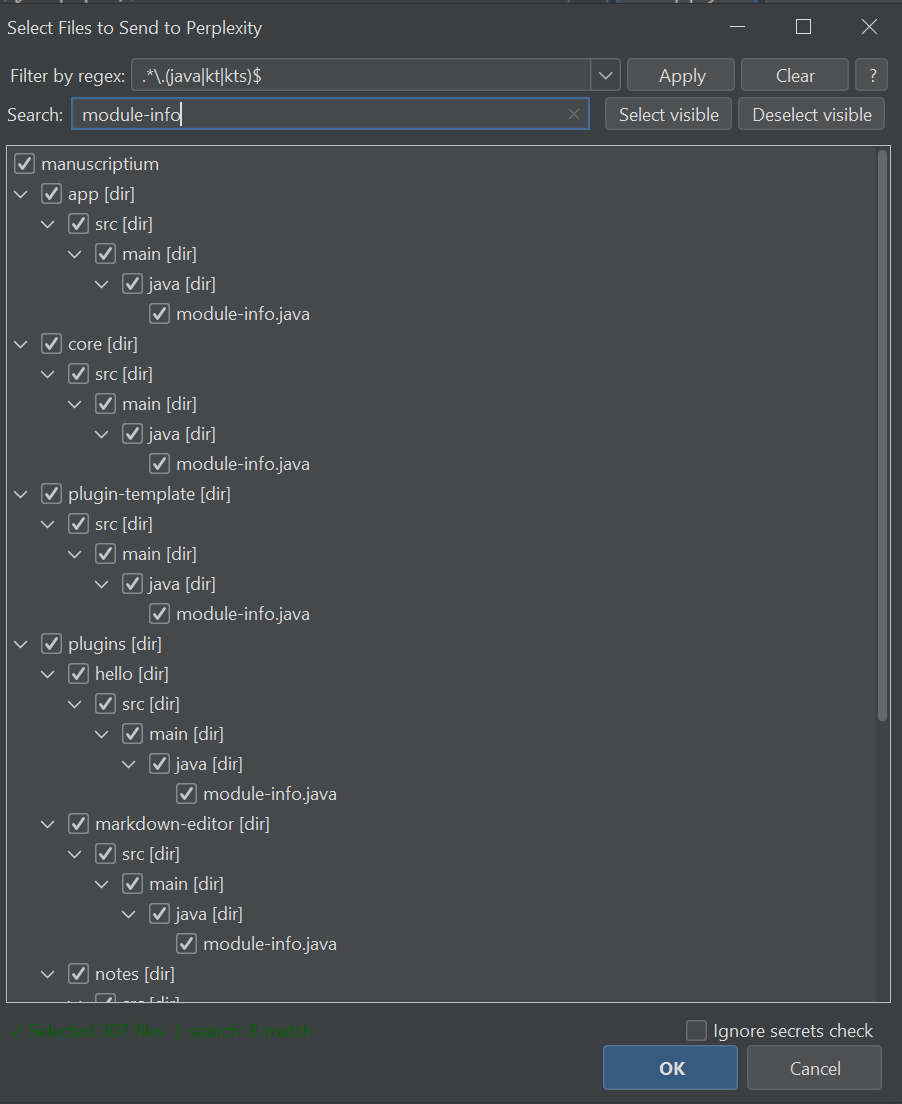 Select Files to Send to Perplexity
Filter by regex: .*\.(java|kt|kts)$ Apply Clear ?
Search: module-info Select visible Deselect visible
manuscriptium
app [dir]
src [dir]
main [dir]
java [dir]
module-info.java
core [dir]
src [dir]
main [dir]
java [dir]
module-info.java
plugin-template [dir]
src [dir]
main [dir]
java [dir]
module-info.java
plugins [dir]
hello [dir]
src [dir]
main [dir]
java [dir]
module-info.java
markdown-editor [dir]
src [dir]
main [dir]
java [dir]
module-info.java
notes [dir]
src [dir]
✓ Selected 307 files | search: 8 match Ignore secrets check
OK Cancel